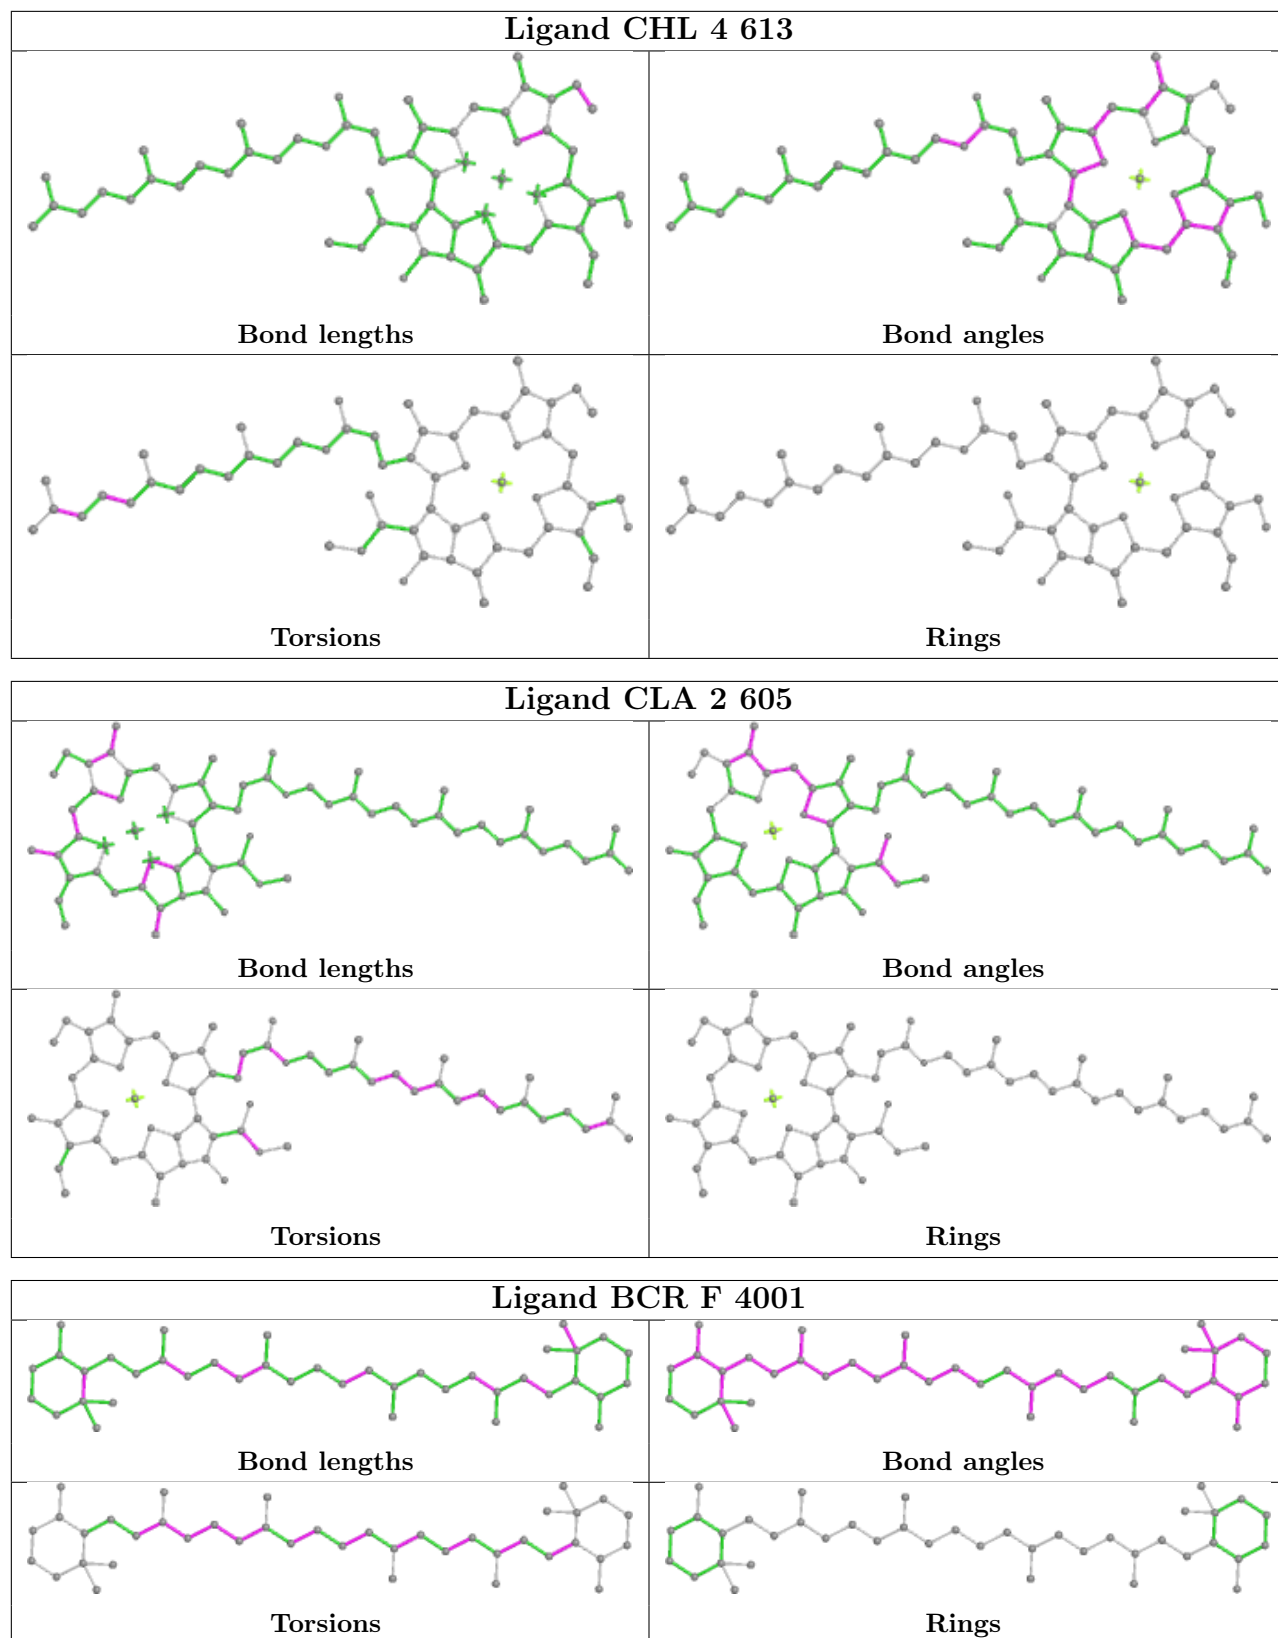 Ligand CHL 4 613
Bond lengths
Bond angles
Torsions
Rings
Ligand CLA 2 605
Bond lengths
Bond angles
Torsions
Rings
Ligand BCR F 4001
Bond lengths
Bond angles
Torsions
Rings